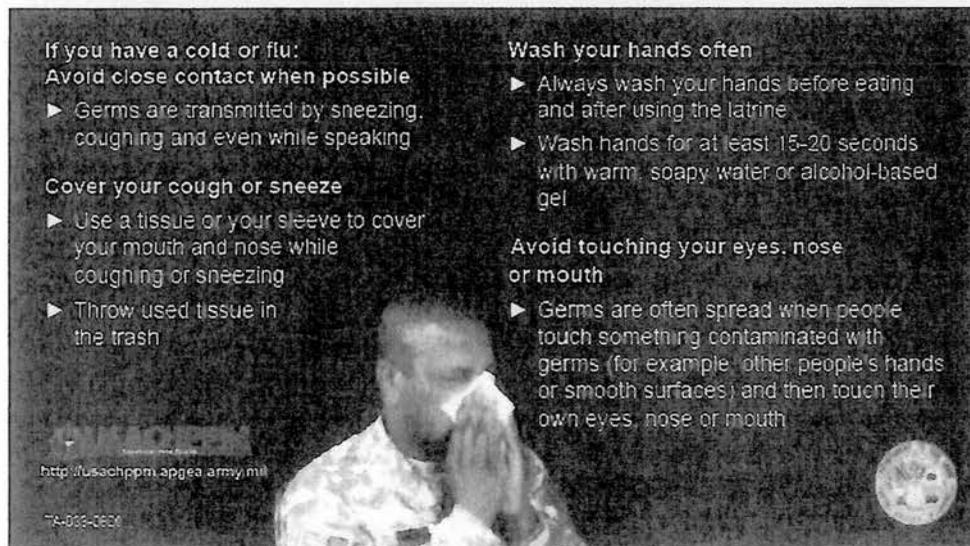 If you have a cold or flu:
Avoid close contact when possible
► Germs are transmitted by sneezing,
coughing and even while speaking
Cover your cough or sneeze
► Use a tissue or your sleeve to cover
your mouth and nose while
coughing or sneezing
► Throw used tissue in
the trash
http://usachppm.apgea.army.mil
Wash your hands often
► Always wash your hands before eating
and after using the latrine
► Wash hands for at least 15-20 seconds
with warm, soapy water or alcohol-based
gel
Avoid touching your eyes, nose
or mouth
► Germs are often spread when people
touch something contaminated with
germs (for example, other people's hands
or smooth surfaces) and then touch their
own eyes, nose or mouth